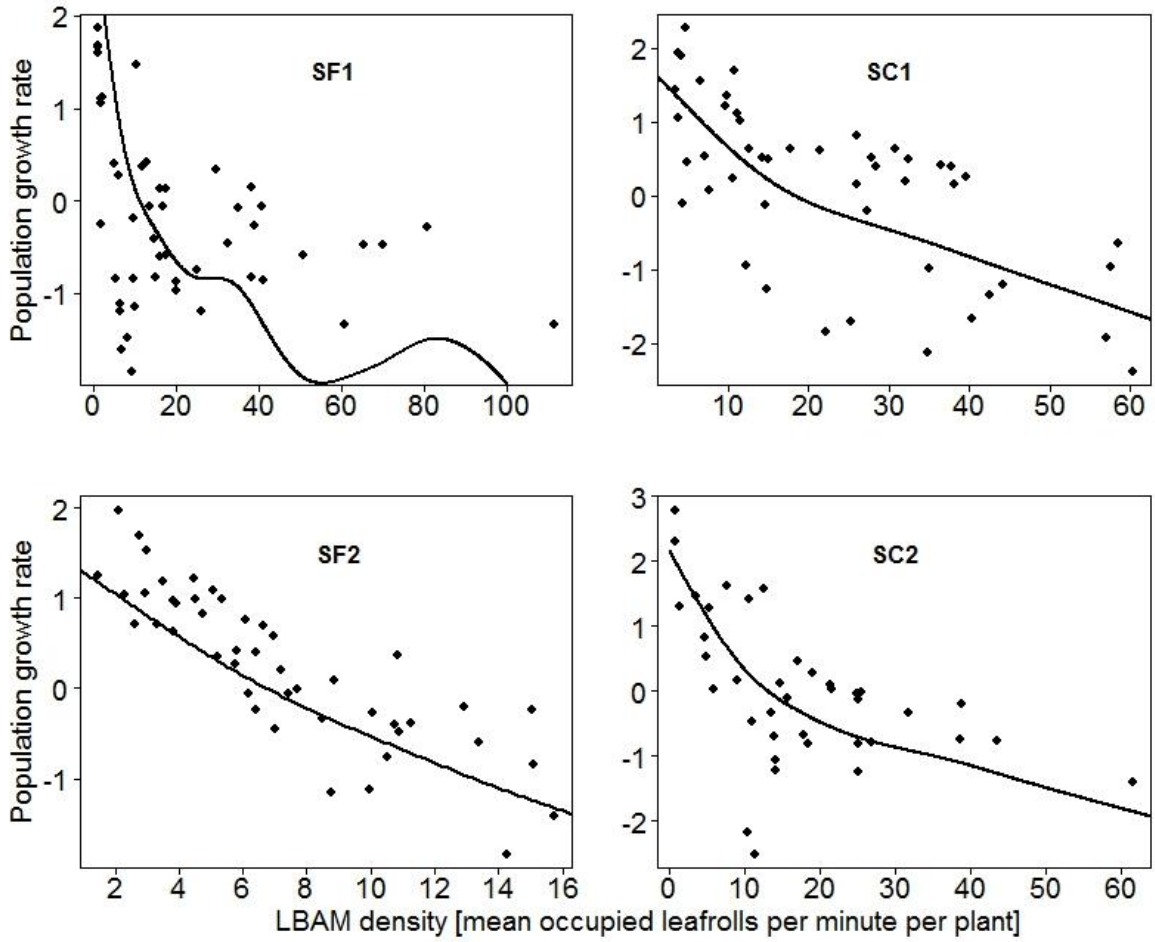 SF1
Population growth rate
2
1
0
-1
0 20 40 60 80 100
SC1
2
1
0
-1
-2
10 20 30 40 50 60
SF2
Population growth rate
2
1
0
-1
2 4 6 8 10 12 14 16
SC2
3
2
1
0
-1
-2
0 10 20 30 40 50 60
LBAM density [mean occupied leafrolls per minute per plant]